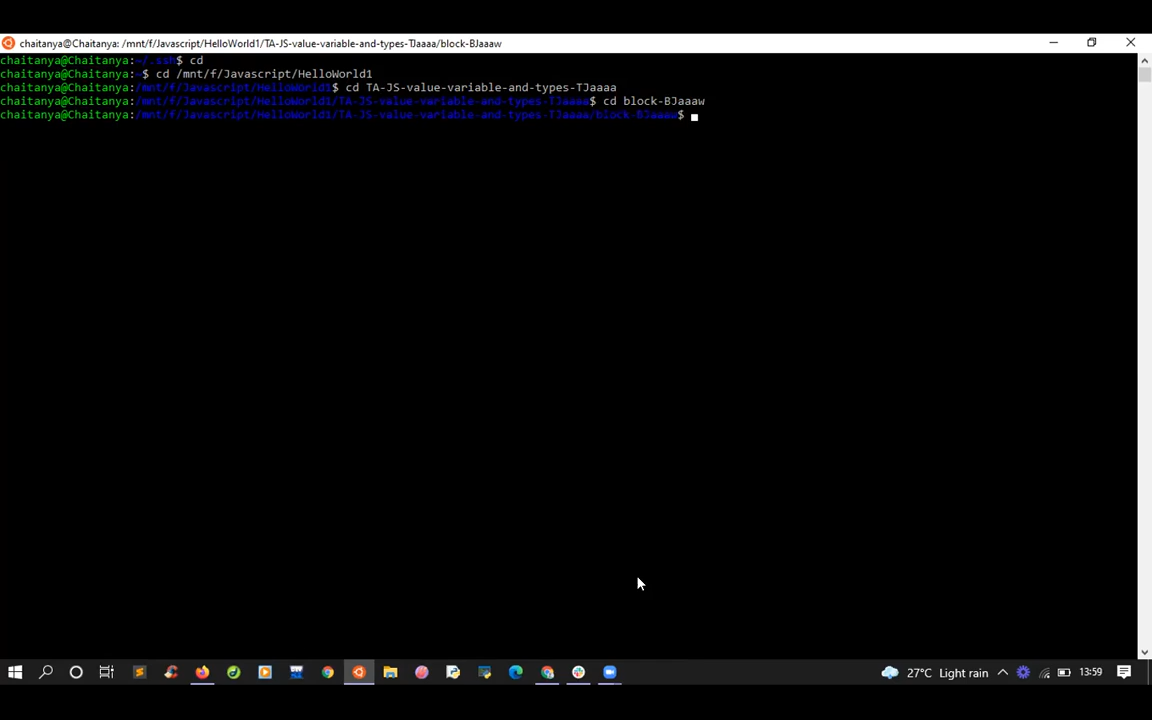 chaitanya@Chaitanya: /mnt/f/Javascript/HelloWorld1/TA-JS-value-variable-and-types-TJaaaa/block-BJaaaw
chaitanya@Chaitanya:~/.ssh$ cd
chaitanya@Chaitanya:~$ cd /mnt/f/Javascript/HelloWorld1
chaitanya@Chaitanya:/mnt/f/Javascript/HelloWorld1$ cd TA-JS-value-variable-and-types-TJaaaa
chaitanya@Chaitanya:/mnt/f/Javascript/HelloWorld1/TA-JS-value-variable-and-types-TJaaaa$ cd block-BJaaaw
chaitanya@Chaitanya:/mnt/f/Javascript/HelloWorld1/TA-JS-value-variable-and-types-TJaaaa/block-BJaaaw$
27°C Light rain 13:59